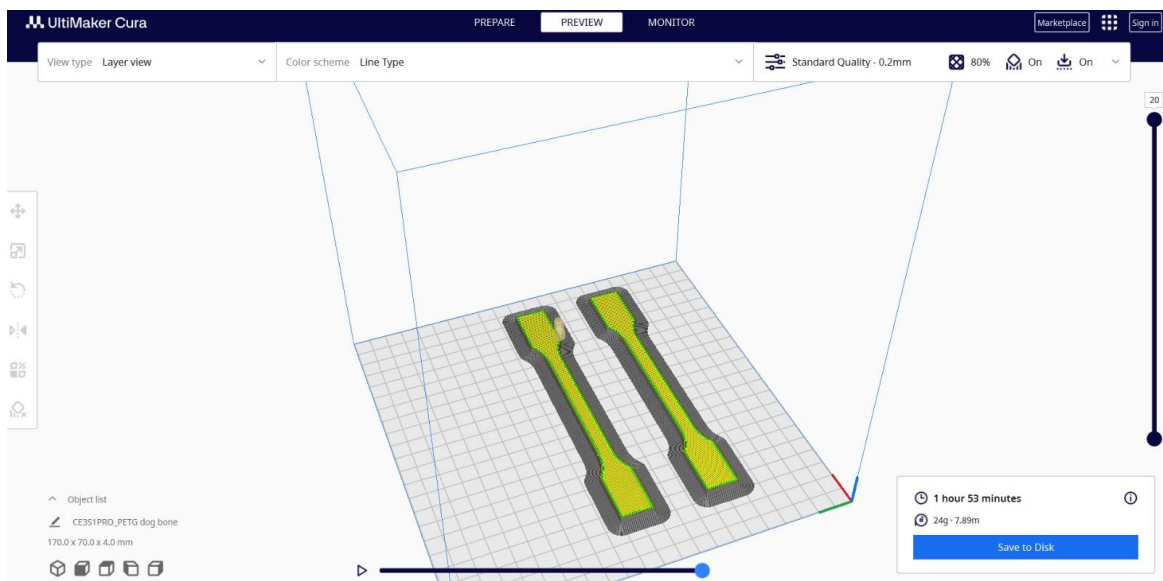 UltiMaker Cura
PREPARE PREVIEW MONITOR
Marketplace Sign in
View type Layer view
Color scheme Line Type
Standard Quality - 0.2mm 80% On On
20
Object list
CE351PRO_PETG dog bone
170.0 x 70.0 x 4.0 mm
1 hour 53 minutes
24g · 7.89m
Save to Disk